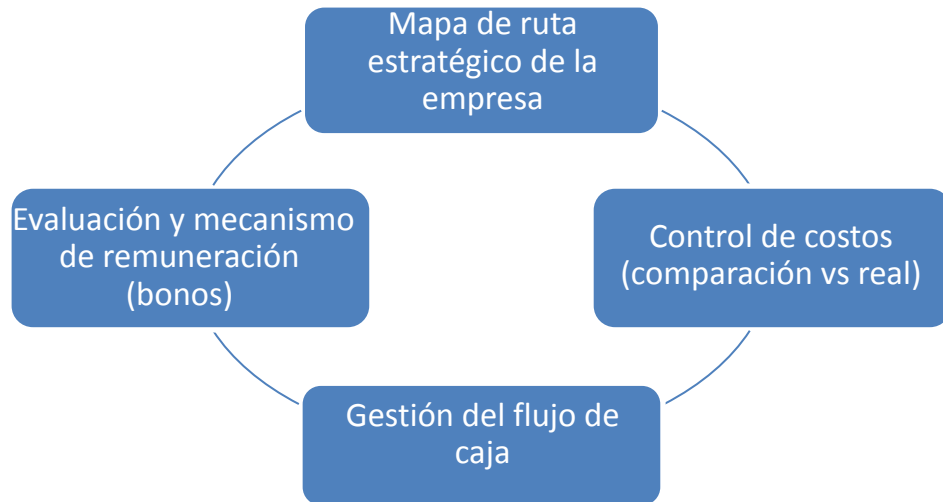 Mapa de ruta
estratégico de la
empresa
Evaluación y mecanismo
de remuneración
(bonos)
Control de costos
(comparación vs real)
Gestión del flujo de
caja